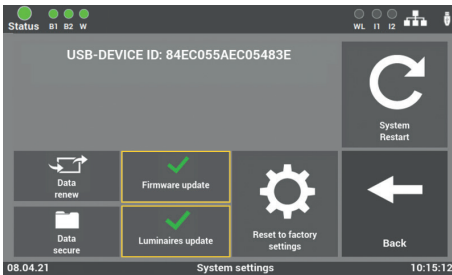 Status B1 B2 W WL I1 I2
USB-DEVICE ID: 84EC055AEC05483E
System
Restart
Data
renew
Firmware update
Data
secure
Luminaires update
Reset to factory
settings
Back
08.04.21 System settings 10:15:12